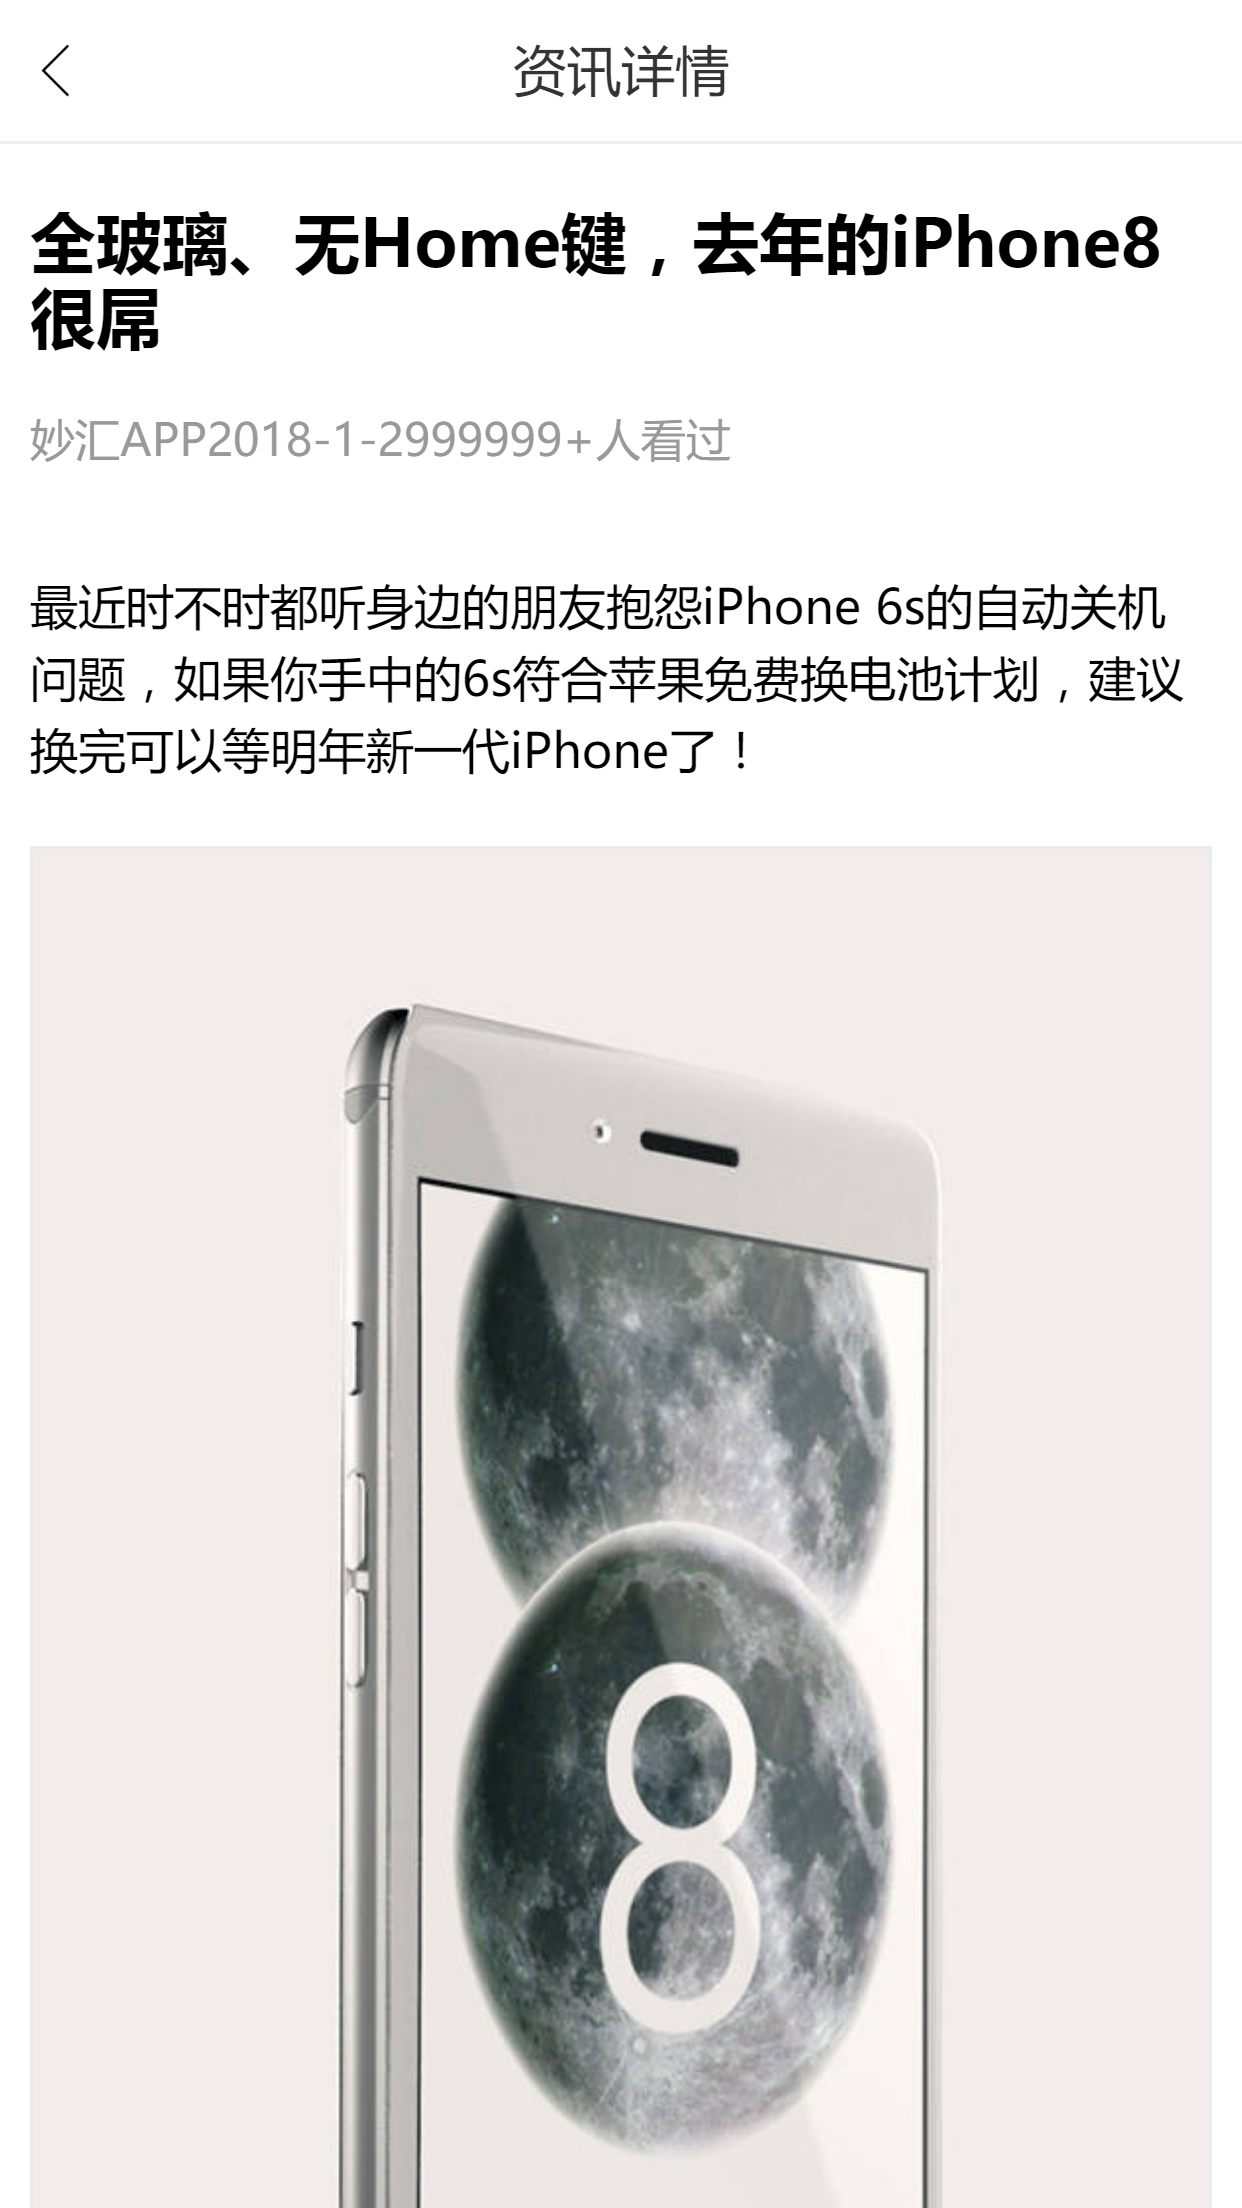 资讯详情
全玻璃、无Home键，去年的iPhone8
很屌
妙汇APP2018-1-2999999+人看过
最近时不时都听身边的朋友抱怨iPhone 6s的自动关机
问题，如果你手中的6s符合苹果免费换电池计划，建议
换完可以等明年新一代iPhone了！
8